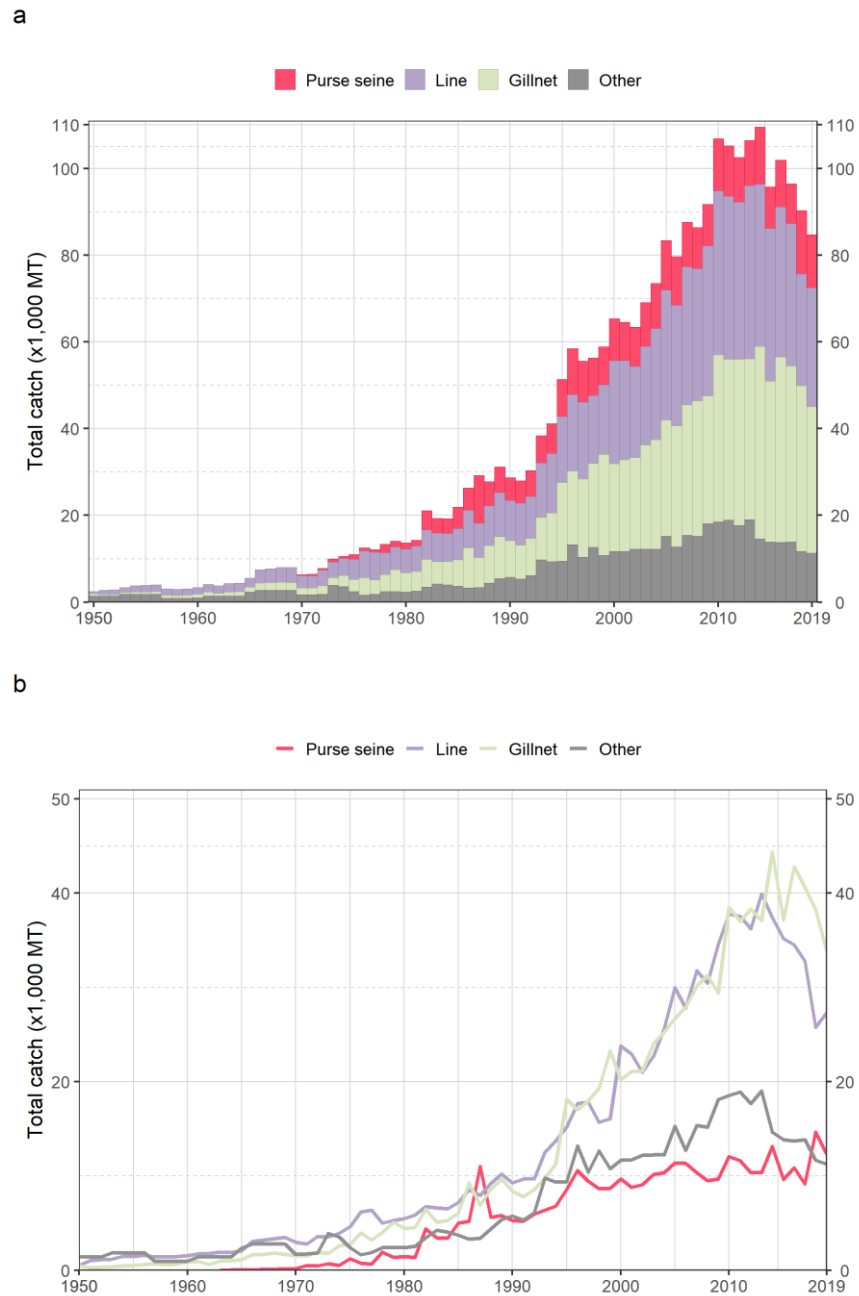 a
Purse seine Line Gillnet Other
Total catch (x1,000 MT)
110 110
100 100
80 80
60 60
40 40
20 20
0 0
1950 1960 1970 1980 1990 2000 2010 2019
b
Purse seine Line Gillnet Other
Total catch (x1,000 MT)
50 50
40 40
20 20
0 0
1950 1960 1970 1980 1990 2000 2010 2019